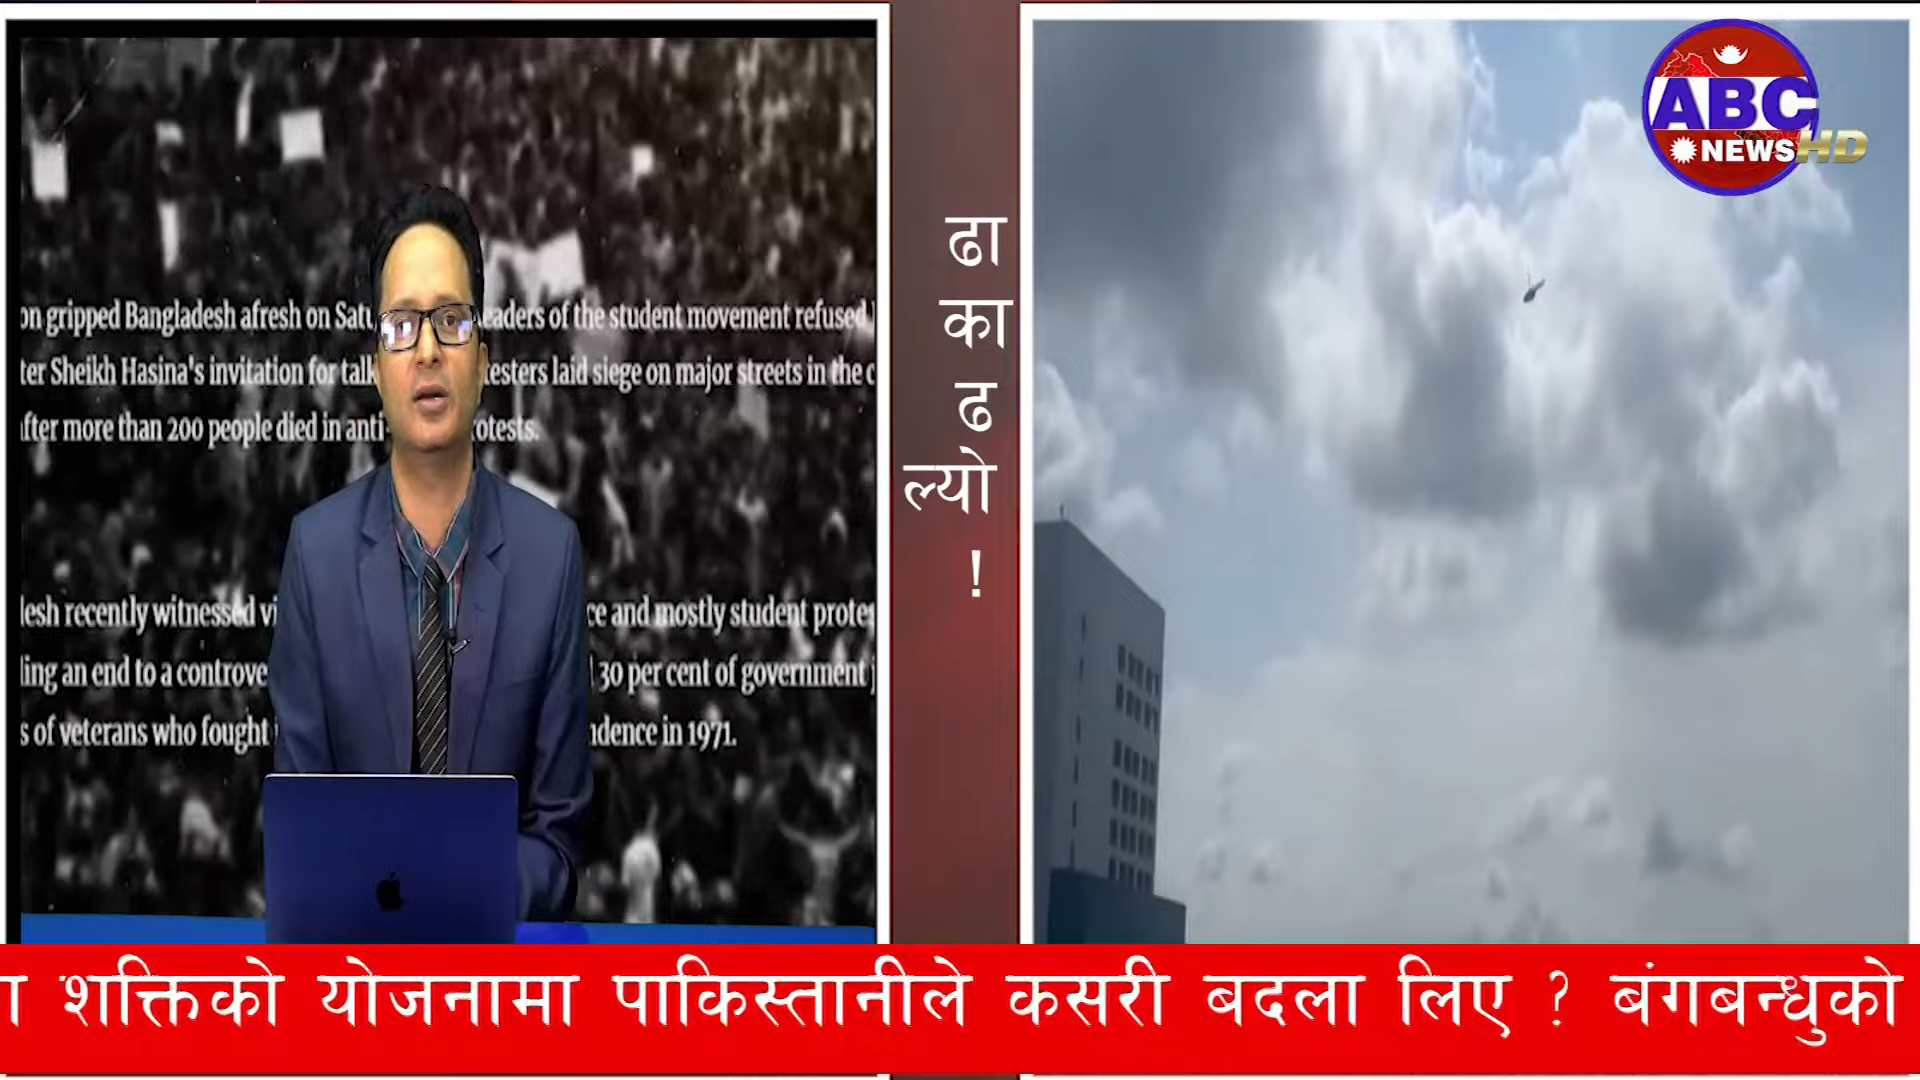 on gripped Bangladesh afresh on Satu eaders of the student movement refused
ter Sheikh Hasina's invitation for talk testers laid siege on major streets in the c
fter more than 200 people died in anti- otests.
desh recently witnessed vi ce and mostly student protes
ling an end to a controve 30 per cent of government j
s of veterans who fought ndence in 1971.
ढा
का
ढ
ल्यो
!
ABC
NEWS HD
ा शक्तिको योजनामा पाकिस्तानीले कसरी बदला लिए ? बंगबन्धुको